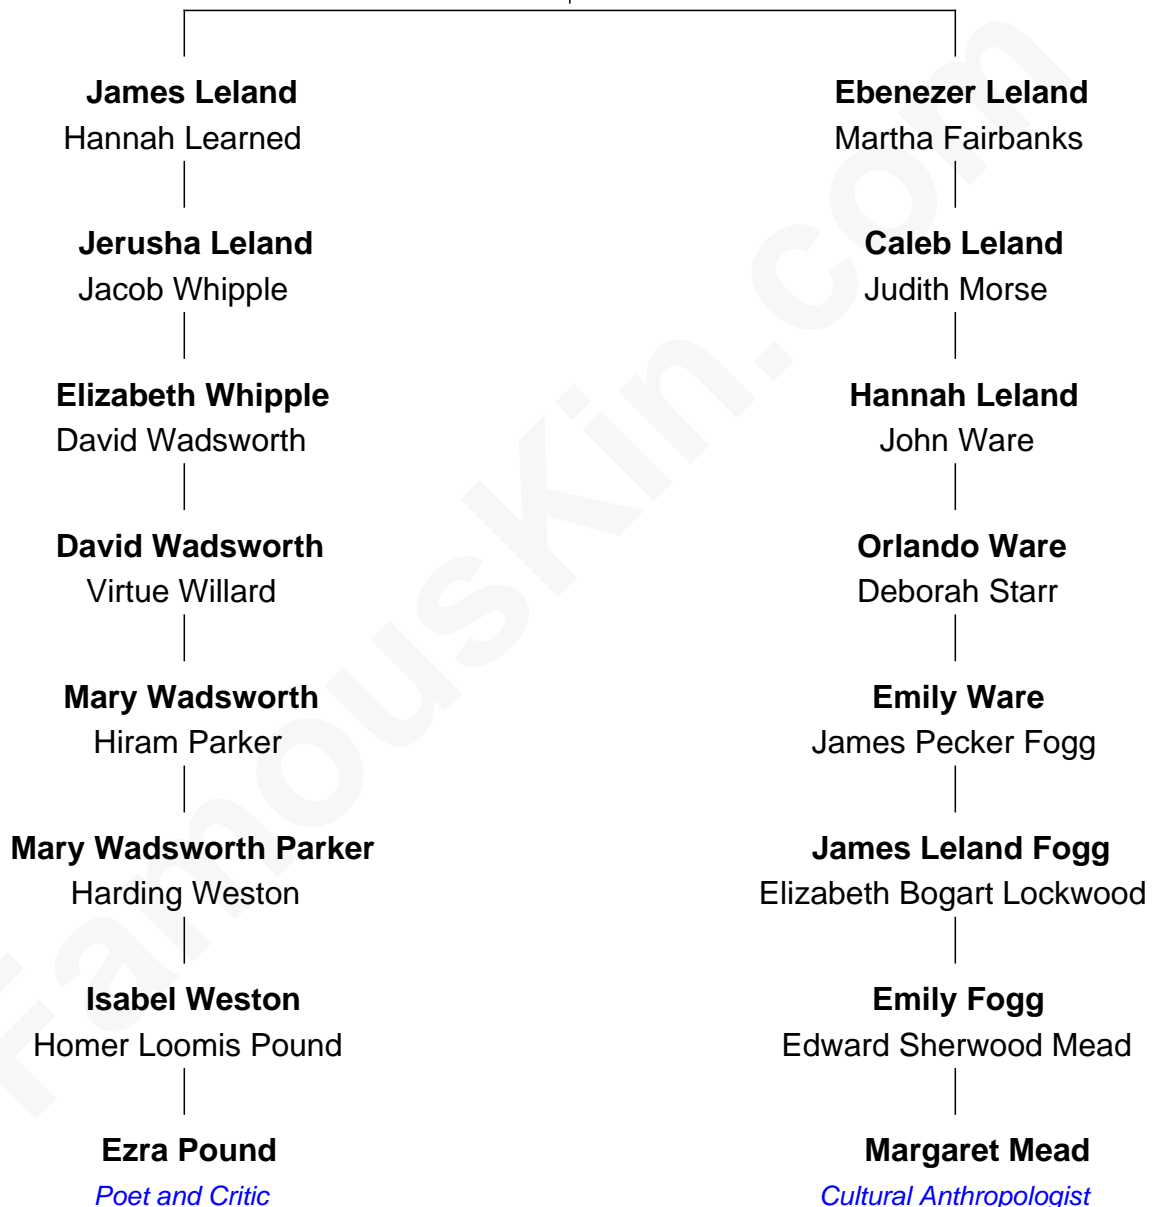 James Leland
Hannah Learned
Jerusha Leland
Jacob Whipple
Elizabeth Whipple
David Wadsworth
David Wadsworth
Virtue Willard
Mary Wadsworth
Hiram Parker
Mary Wadsworth Parker
Harding Weston
Isabel Weston
Homer Loomis Pound
Ezra Pound
Poet and Critic
Ebenezer Leland
Martha Fairbanks
Caleb Leland
Judith Morse
Hannah Leland
John Ware
Orlando Ware
Deborah Starr
Emily Ware
James Pecker Fogg
James Leland Fogg
Elizabeth Bogart Lockwood
Emily Fogg
Edward Sherwood Mead
Margaret Mead
Cultural Anthropologist
FamousKin.com